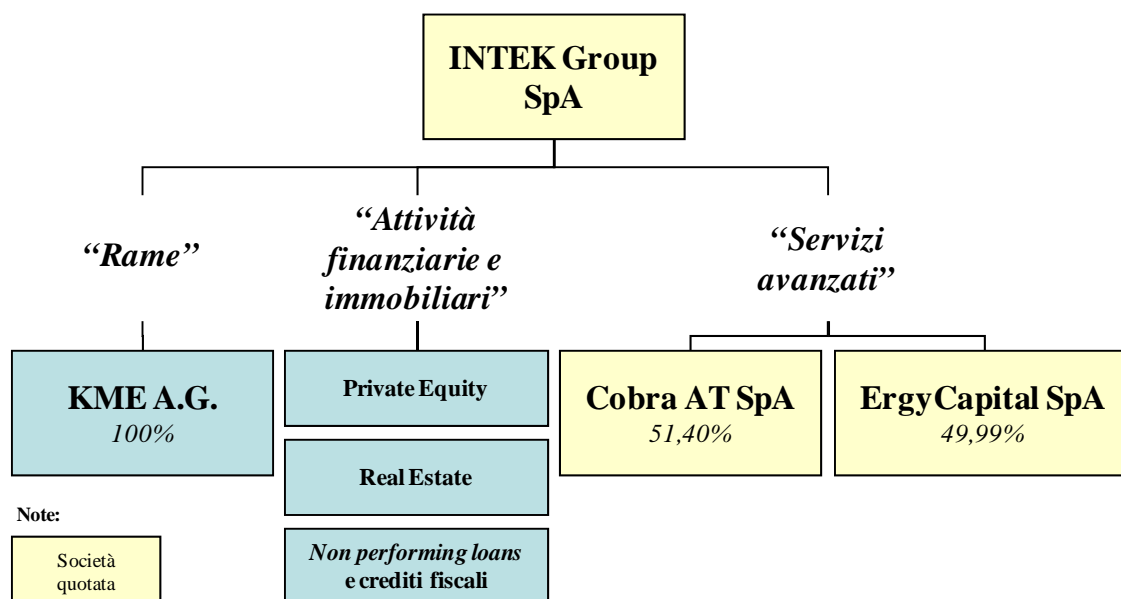 INTEK Group
SpA
“Rame”
“Attività
finanziarie e
immobiliari”
“Servizi
avanzati”
KME A.G.
100%
Private Equity
Real Estate
Non performing loans
e crediti fiscali
Cobra AT SpA
51,40%
ErgyCapital SpA
49,99%
Note:
Società
quotata